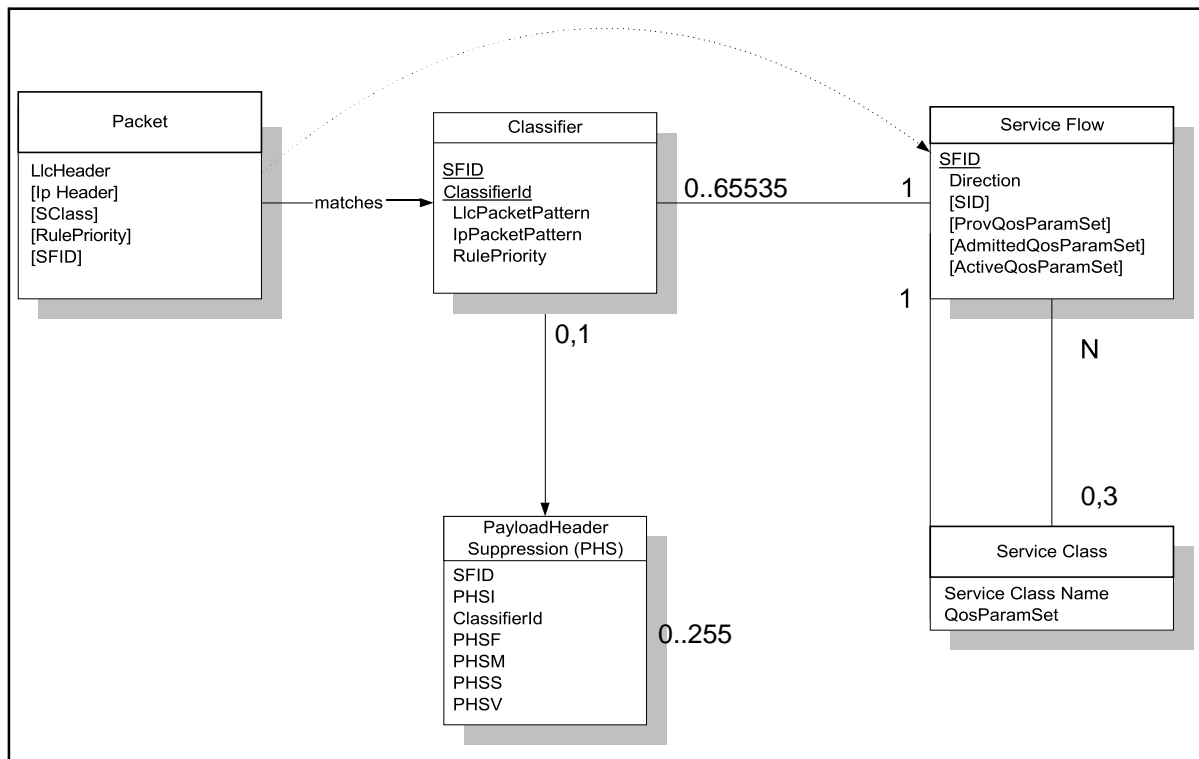 Packet
LlcHeader
[Ip Header]
[SClass]
[RulePriority]
[SFID]
matches
Classifier
SFID
ClassifierId
LlcPacketPattern
IpPacketPattern
RulePriority
0..65535
1
Service Flow
SFID
Direction
[SID]
[ProvQosParamSet]
[AdmittedQosParamSet]
[ActiveQosParamSet]
1
0,1
N
0,3
PayloadHeader
Suppression (PHS)
SFID
PHSI
ClassifierId
PHSF
PHSM
PHSS
PHSV
0..255
Service Class
Service Class Name
QosParamSet